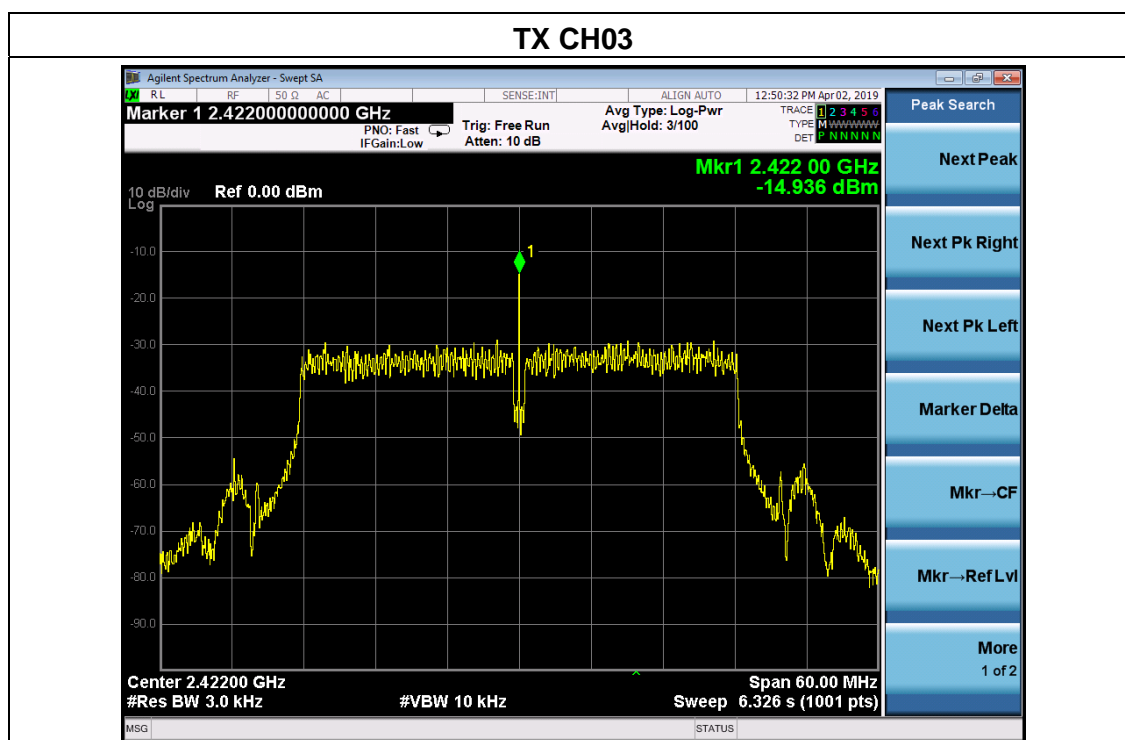 TX CH03
Agilent Spectrum Analyzer - Swept SA
LXI RL RF 50 Ω AC SENSE:INT ALIGN AUTO 12:50:32 PM Apr 02, 2019
Marker 1 2.422000000000 GHz
PNO: Fast
IFGain:Low
Trig: Free Run
Atten: 10 dB
Avg Type: Log-Pwr
Avg|Hold: 3/100
TRACE 1 2 3 4 5 6
TYPE M WWWWW
DET P N N N N N
Mkr1 2.422 00 GHz
-14.936 dBm
10 dB/div Ref 0.00 dBm
Log
1
-10.0
-20.0
-30.0
-40.0
-50.0
-60.0
-70.0
-80.0
-90.0
Center 2.42200 GHz
Span 60.00 MHz
#Res BW 3.0 kHz
#VBW 10 kHz
Sweep 6.326 s (1001 pts)
MSG
STATUS
Peak Search
Next Peak
Next Pk Right
Next Pk Left
Marker Delta
Mkr→CF
Mkr→Ref Lvl
More
1 of 2